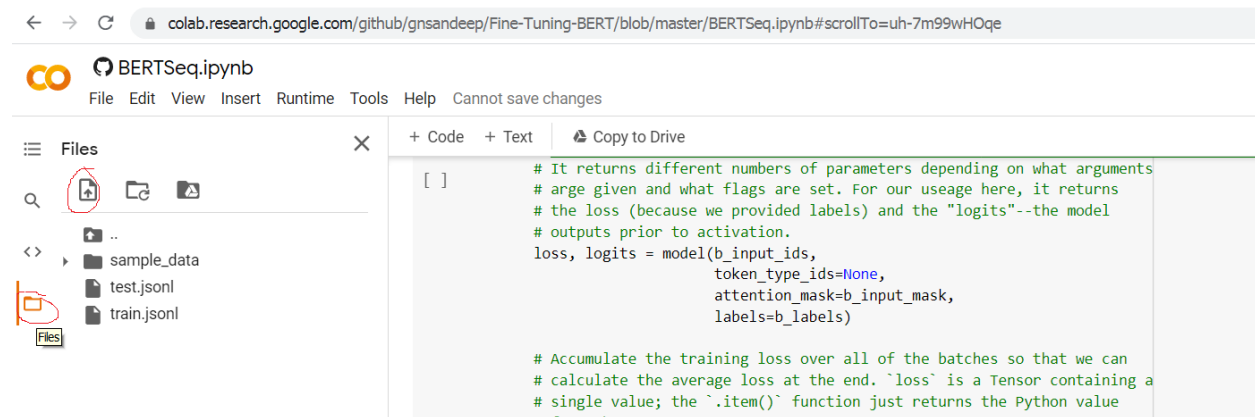 colab.research.google.com/github/gnsandeep/Fine-Tuning-BERT/blob/master/BERTSeq.ipynb#scrollTo=uh-7m99wHOqe
BERTSeq.ipynb
File Edit View Insert Runtime Tools Help Cannot save changes
Files
..
sample_data
test.jsonl
train.jsonl
Files
+ Code + Text Copy to Drive
[ ]
# It returns different numbers of parameters depending on what arguments
# arge given and what flags are set. For our useage here, it returns
# the loss (because we provided labels) and the "logits"--the model
# outputs prior to activation.
loss, logits = model(b_input_ids,
token_type_ids=None,
attention_mask=b_input_mask,
labels=b_labels)
# Accumulate the training loss over all of the batches so that we can
# calculate the average loss at the end. `loss` is a Tensor containing a
# single value; the `.item()` function just returns the Python value